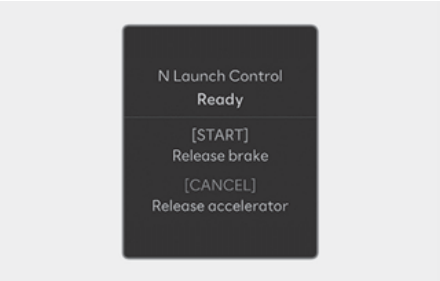 N Launch Control
Ready
[START]
Release brake
[CANCEL]
Release accelerator